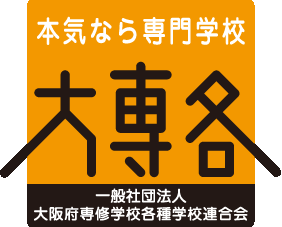 本気なら専門学校
大専各
一般社団法人
大阪府専修学校各種学校連合会